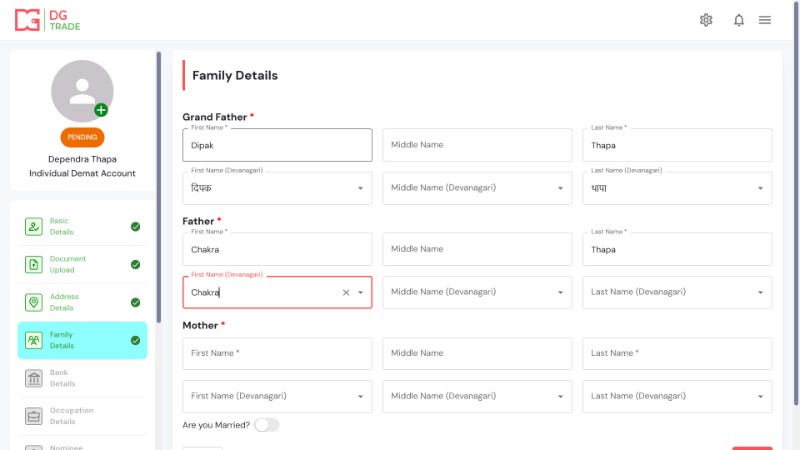 DG
TRADE
PENDING
Dependra Thapa
Individual Demat Account
Basic
Details
Document
Upload
Address
Details
Family
Details
Bank
Details
Occupation
Details
Nominee
Family Details
Grand Father *
First Name *
Dipak
Middle Name
Last Name *
Thapa
First Name (Devanagari)
दिपक
Middle Name (Devanagari)
Last Name (Devanagari)
थापा
Father *
First Name *
Chakra
Middle Name
Last Name *
Thapa
First Name (Devanagari)
Chakra
Middle Name (Devanagari)
Last Name (Devanagari)
Mother *
First Name *
Middle Name
Last Name *
First Name (Devanagari)
Middle Name (Devanagari)
Last Name (Devanagari)
Are you Married?